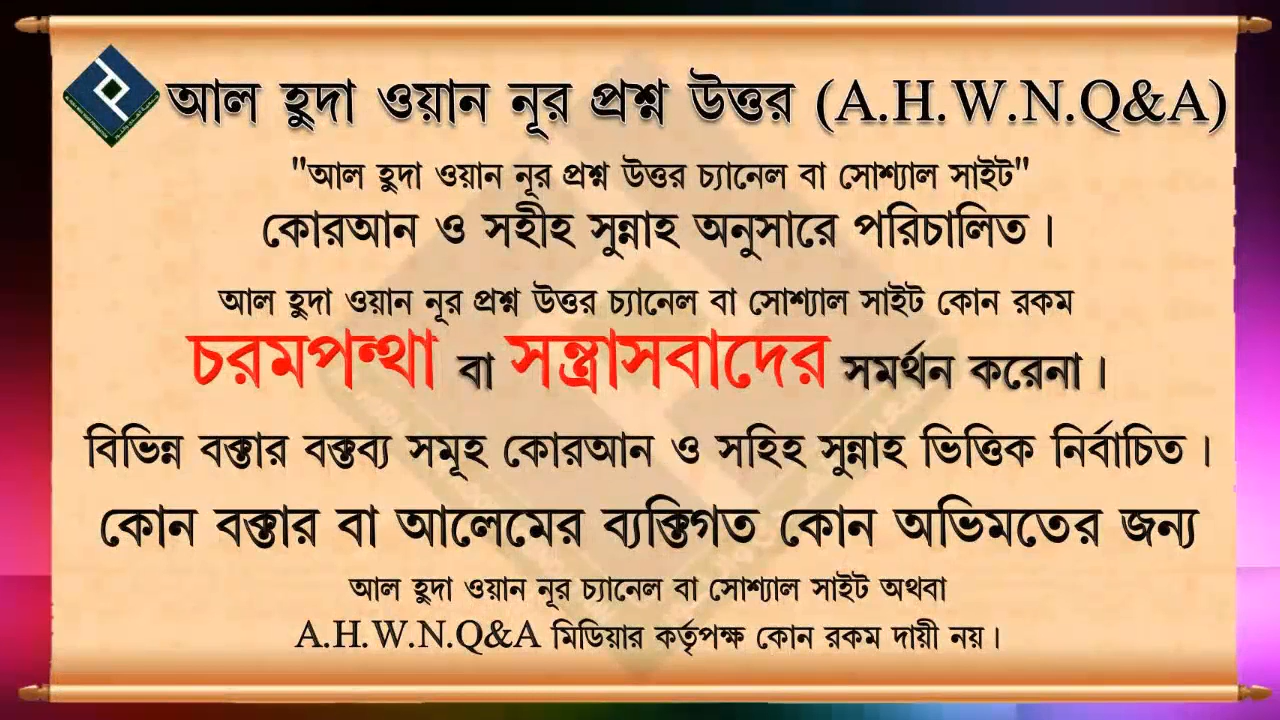 আল হুদা ওয়ান নূর প্রশ্ন উত্তর (A.H.W.N.Q&A)
"আল হুদা ওয়ান নূর প্রশ্ন উত্তর চ্যানেল বা সোশ্যাল সাইট"
কোরআন ও সহীহ সুন্নাহ অনুসারে পরিচালিত ।
আল হুদা ওয়ান নূর প্রশ্ন উত্তর চ্যানেল বা সোশ্যাল সাইট কোন রকম
চরমপন্থা বা সন্ত্রাসবাদের সমর্থন করেনা ।
বিভিন্ন বক্তার বক্তব্য সমূহ কোরআন ও সহিহ সুন্নাহ ভিত্তিক নির্বাচিত ।
কোন বক্তার বা আলেমের ব্যক্তিগত কোন অভিমতের জন্য
আল হুদা ওয়ান নূর চ্যানেল বা সোশ্যাল সাইট অথবা
A.H.W.N.Q&A মিডিয়ার কর্তৃপক্ষ কোন রকম দায়ী নয় ।